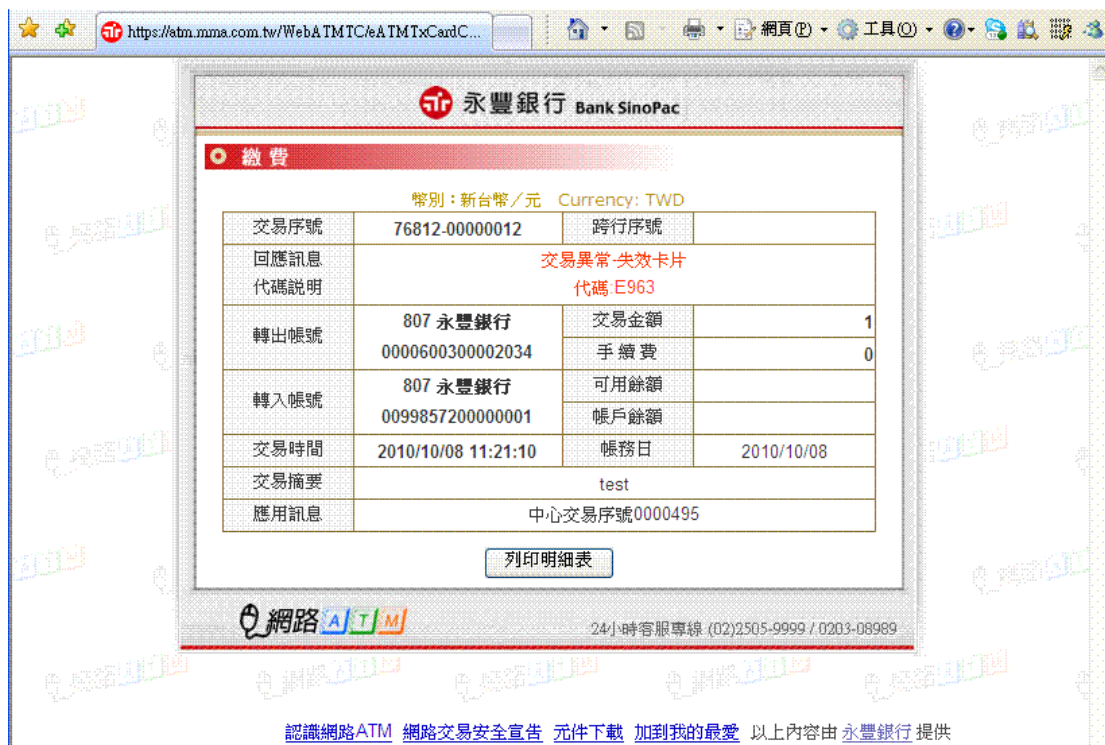 https://atm.mma.com.tw/WebATMTC/eATMTxCardC...
網頁(P) 工具(O)
永豐銀行 Bank SinoPac
繳費
幣別：新台幣／元 Currency: TWD
交易序號 76812-00000012 跨行序號
回應訊息 交易異常-失效卡片
代碼説明 代碼:E963
轉出帳號 807 永豐銀行 交易金額 1
0000600300002034 手續費 0
轉入帳號 807 永豐銀行 可用餘額
0099857200000001 帳戶餘額
交易時間 2010/10/08 11:21:10 帳務日 2010/10/08
交易摘要 test
應用訊息 中心交易序號0000495
列印明細表
網路ATM 24小時客服專線 (02)2505-9999 / 0203-08989
認識網路ATM 網路交易安全宣告 元件下載 加到我的最愛 以上內容由 永豐銀行 提供